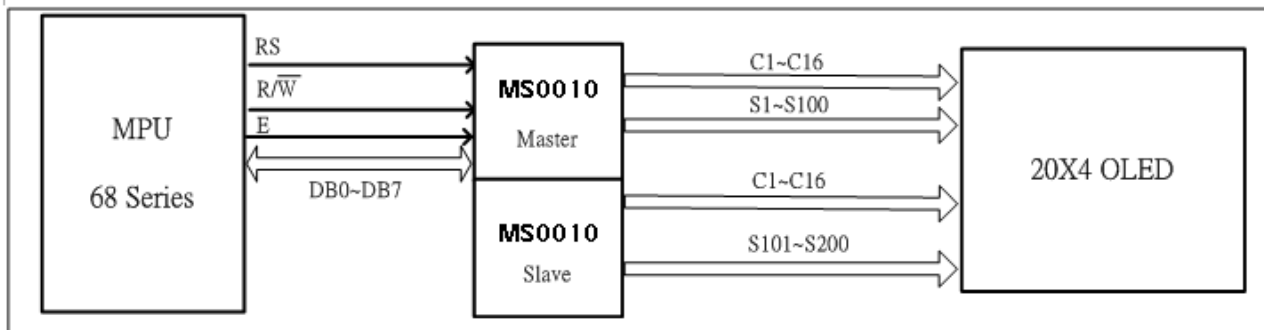 MPU
68 Series
RS
R/W̅
E
DB0~DB7
MS0010
Master
MS0010
Slave
C1~C16
S1~S100
C1~C16
S101~S200
20X4 OLED